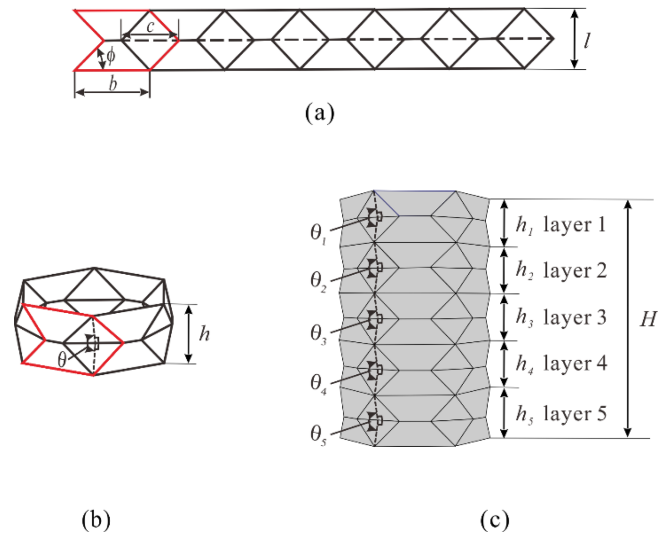 c
l
ϕ
b
(a)
θ₁
h₁ layer 1
θ₂
h₂ layer 2
h
θ₃
h₃ layer 3
H
θ
θ₄
h₄ layer 4
θ₅
h₅ layer 5
(b)
(c)